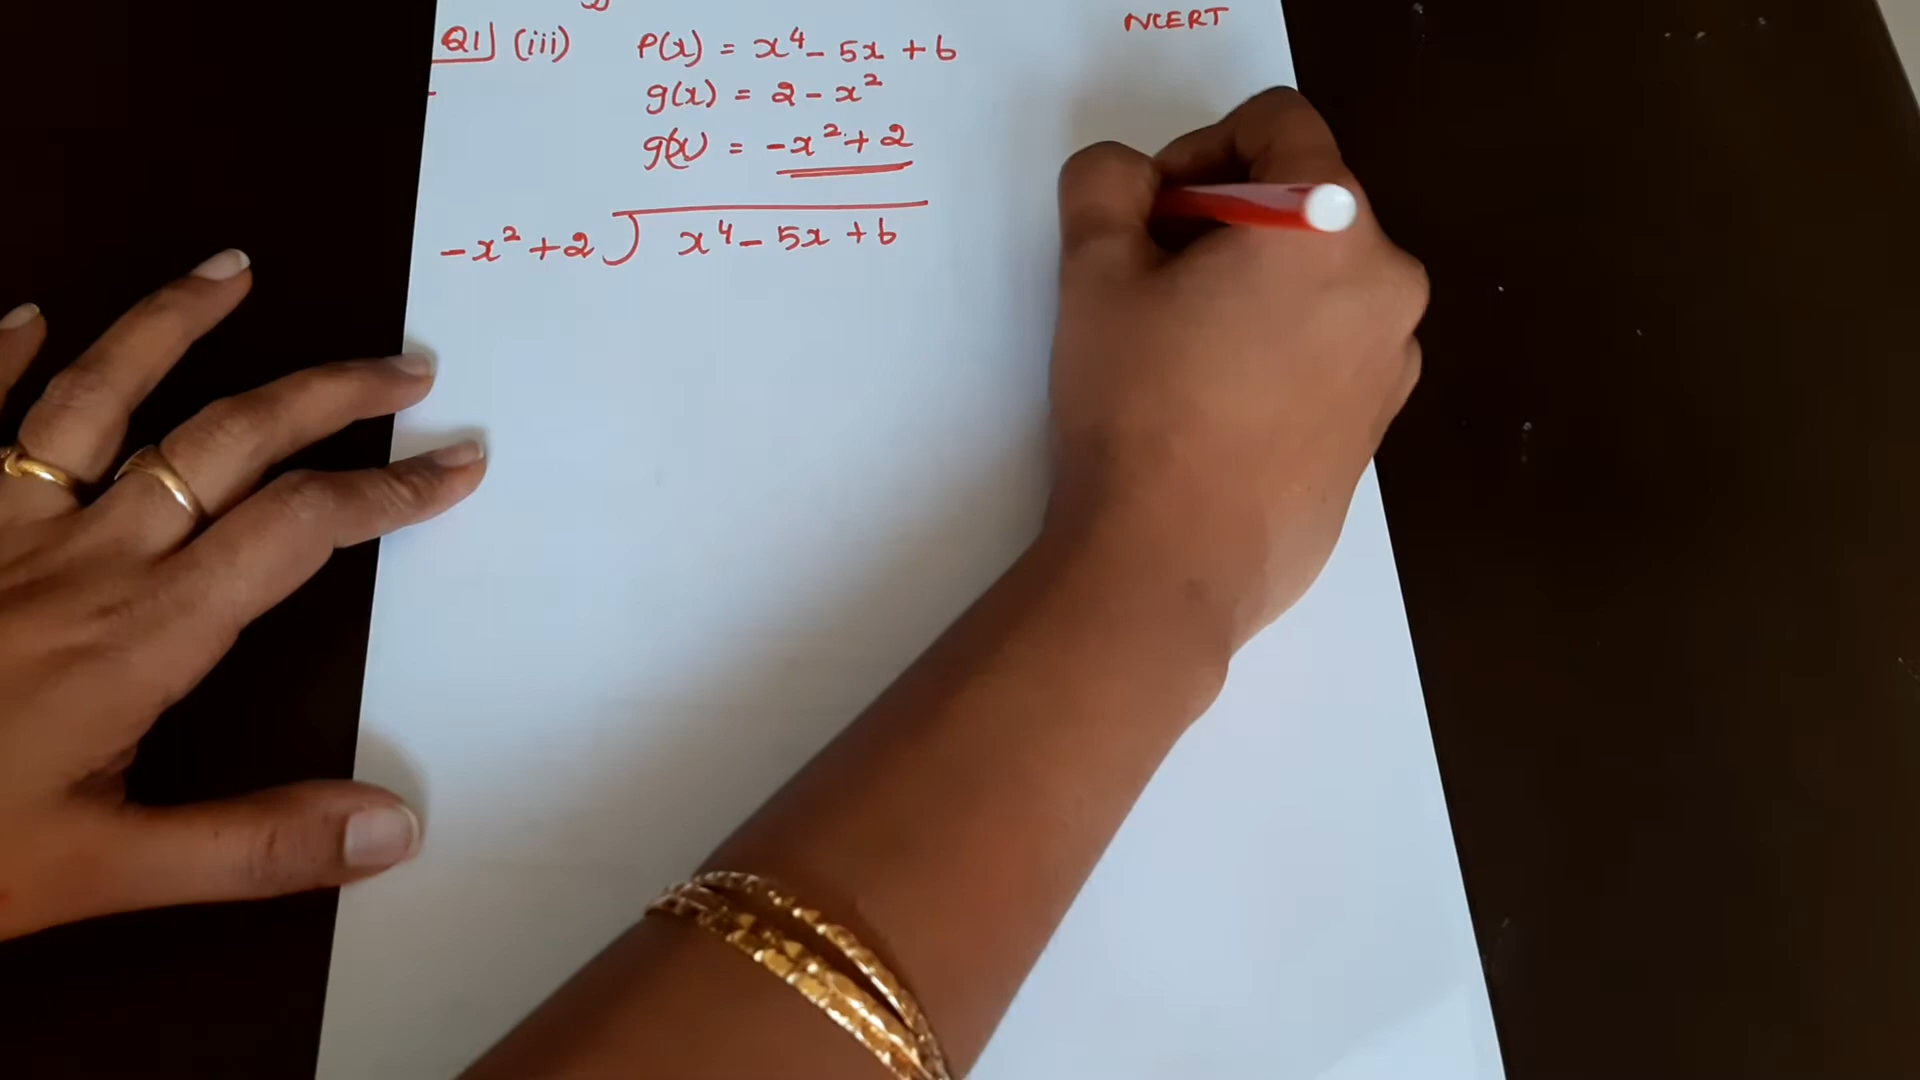 NCERT
Q1 (iii) P(x) = x⁴ - 5x + 6
g(x) = 2 - x²
g(x) = -x² + 2
-x² + 2 ) x⁴ - 5x + 6